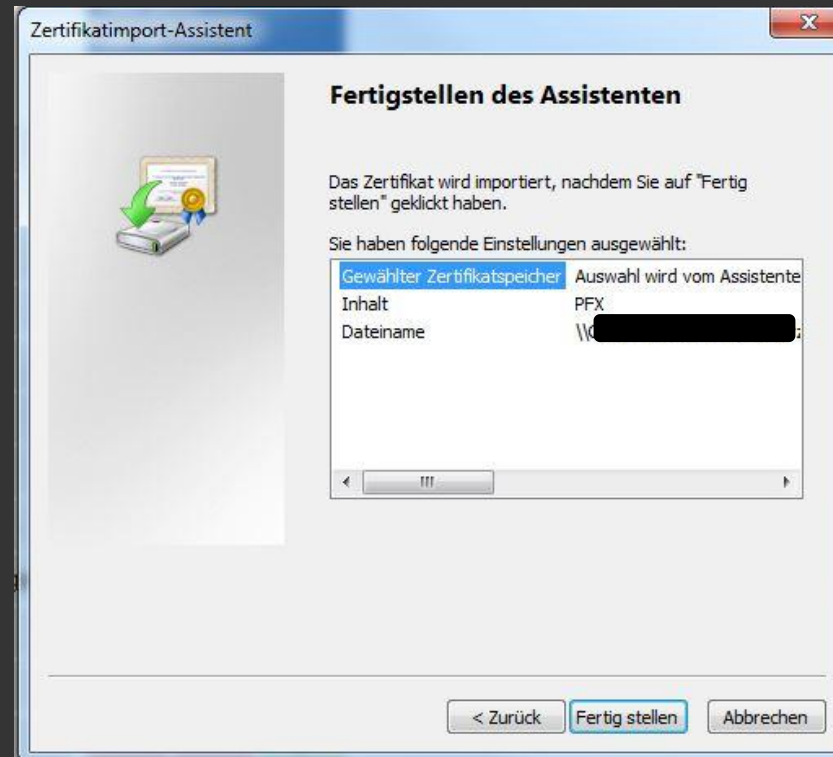 Zertifikatimport-Assistent
Fertigstellen des Assistenten
Das Zertifikat wird importiert, nachdem Sie auf "Fertig
stellen" geklickt haben.
Sie haben folgende Einstellungen ausgewählt:
Gewählter Zertifikatspeicher Auswahl wird vom Assistente
Inhalt PFX
Dateiname \\
< Zurück Fertig stellen Abbrechen